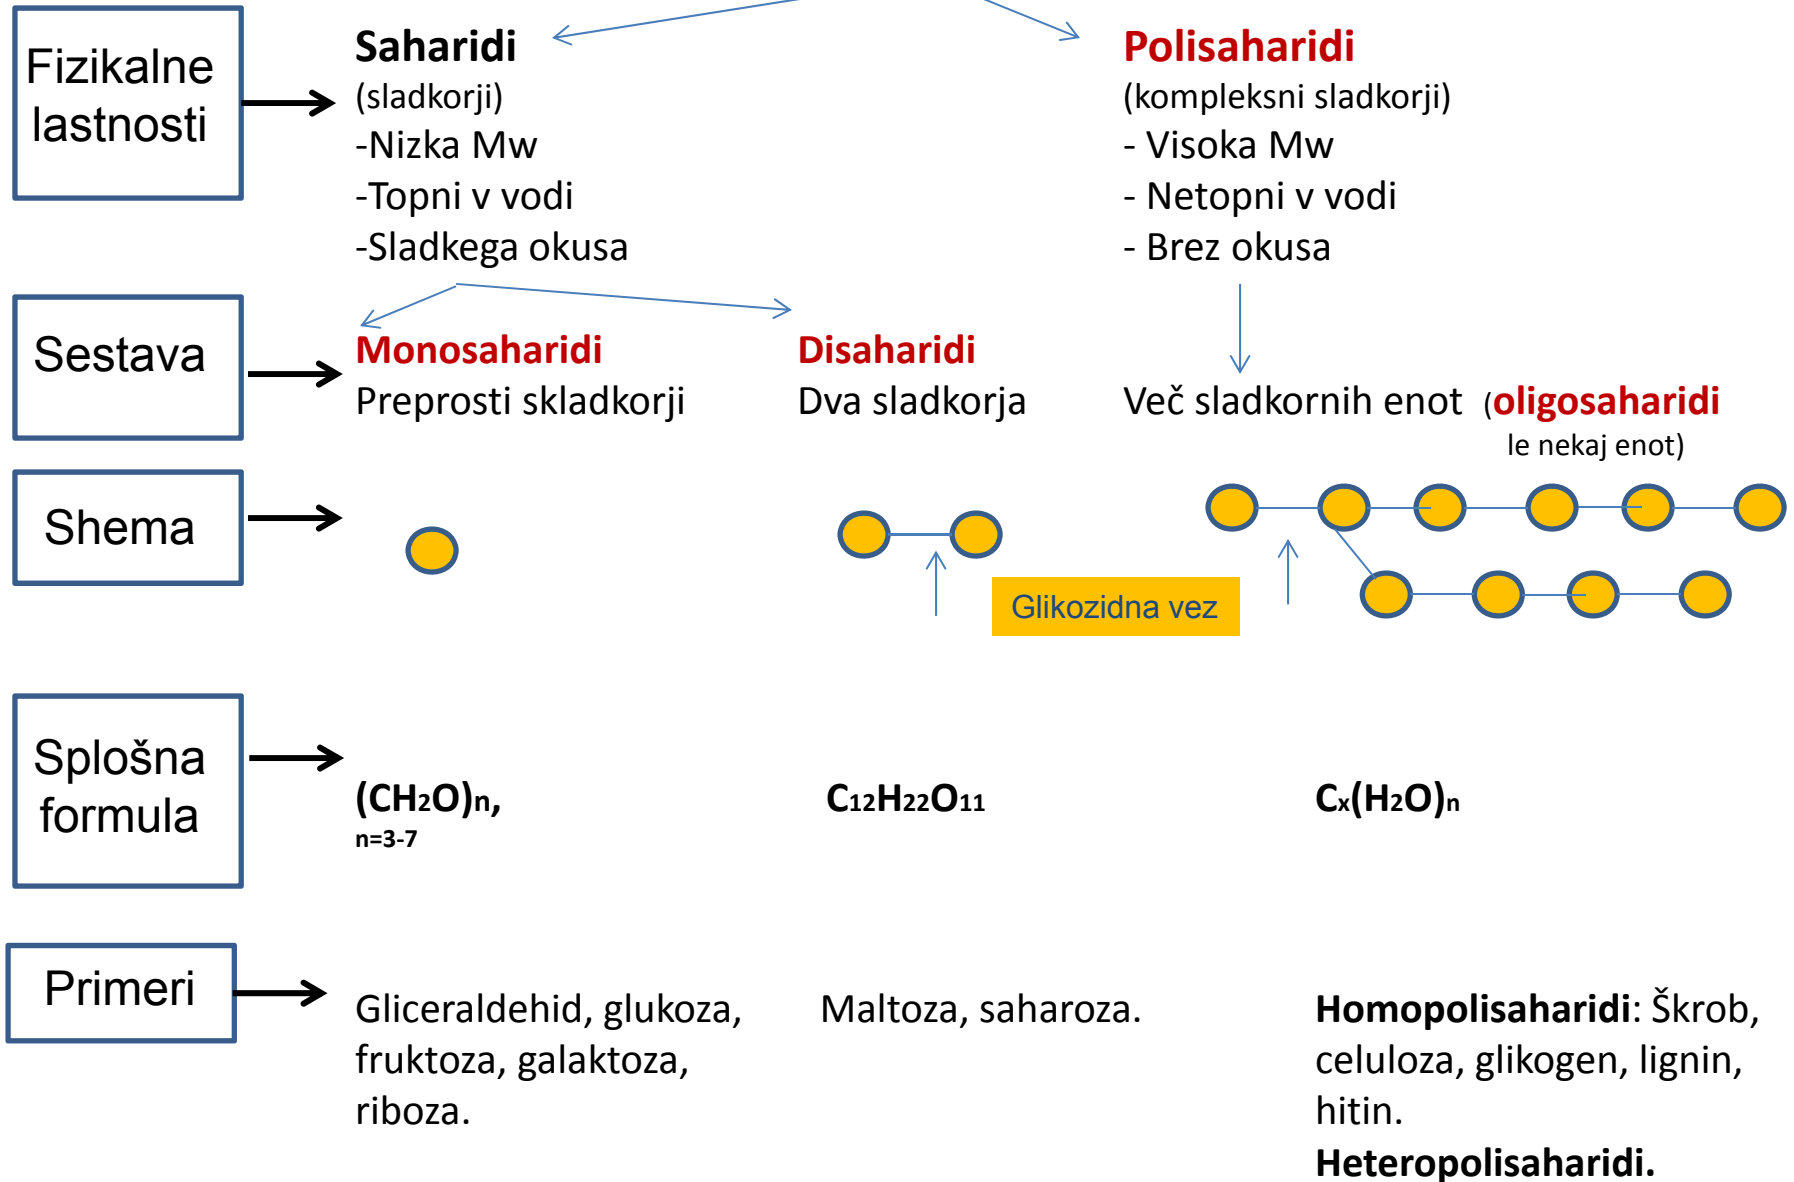 Fizikalne
lastnosti
Saharidi
(sladkorji)
-Nizka Mw
-Topni v vodi
-Sladkega okusa
Polisaharidi
(kompleksni sladkorji)
- Visoka Mw
- Netopni v vodi
- Brez okusa
Sestava
Monosaharidi
Preprosti skladkorji
Disaharidi
Dva sladkorja
Več sladkornih enot (oligosaharidi
le nekaj enot)
Shema
Glikozidna vez
Splošna
formula
(CH₂O)n,
n=3-7
C₁₂H₂₂O₁₁
Cₓ(H₂O)n
Primeri
Gliceraldehid, glukoza,
fruktoza, galaktoza,
riboza.
Maltoza, saharoza.
Homopolisaharidi: Škrob,
celuloza, glikogen, lignin,
hitin.
Heteropolisaharidi.